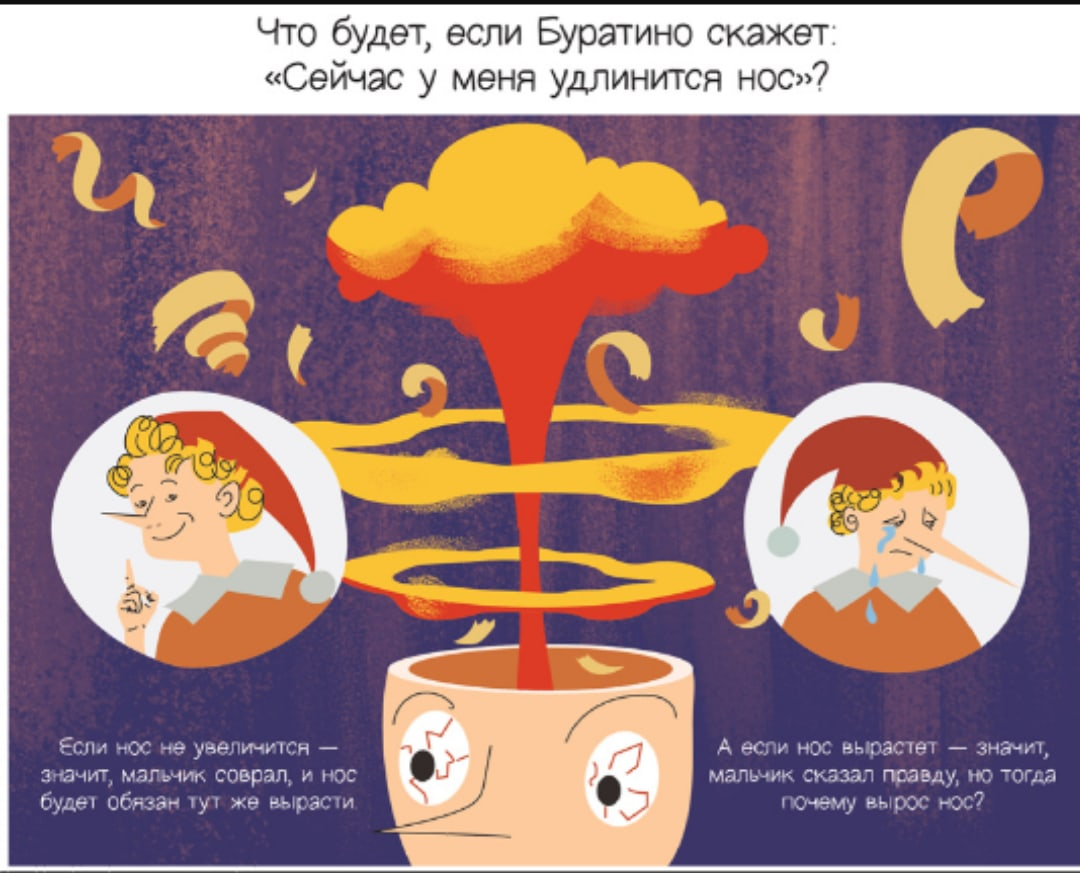 Что будет, если Буратино скажет:
«Сейчас у меня удлинится нос»?
Если нос не увеличится —
значит, мальчик соврал, и нос
будет обязан тут же вырасти.
А если нос вырастет — значит,
мальчик сказал правду, но тогда
почему вырос нос?